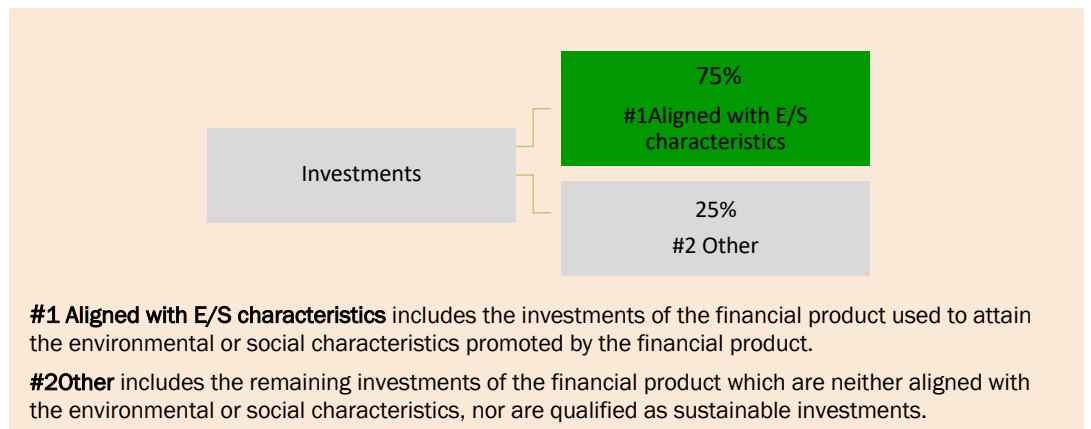 75%
#1Aligned with E/S
characteristics
Investments
25%
#2 Other
#1 Aligned with E/S characteristics includes the investments of the financial product used to attain
the environmental or social characteristics promoted by the financial product.
#2Other includes the remaining investments of the financial product which are neither aligned with
the environmental or social characteristics, nor are qualified as sustainable investments.